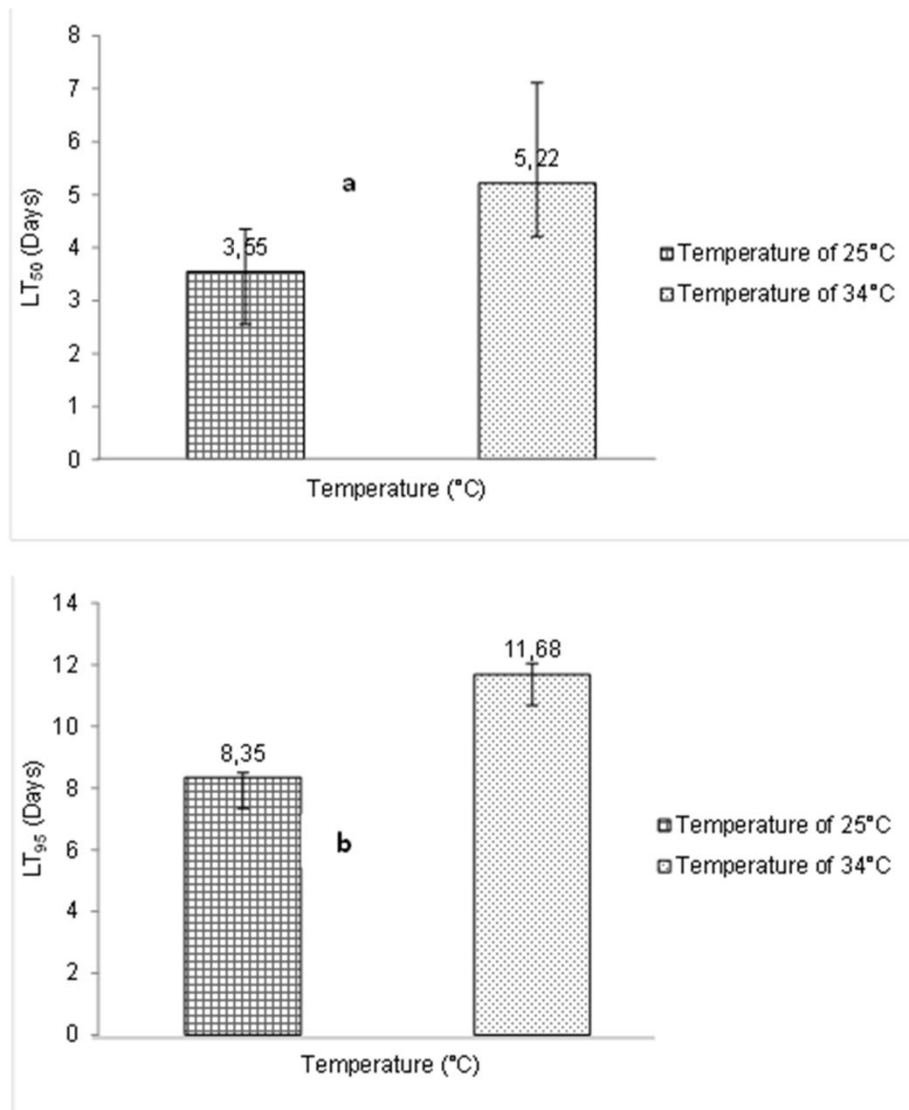 8
7
6
5
4
3
2
1
0
LT₅₀ (Days)
3,55
a
5,22
Temperature of 25°C
Temperature of 34°C
Temperature (°C)
14
12
10
8
6
4
2
0
LT₉₅ (Days)
8,35
b
11,68
Temperature of 25°C
Temperature of 34°C
Temperature (°C)